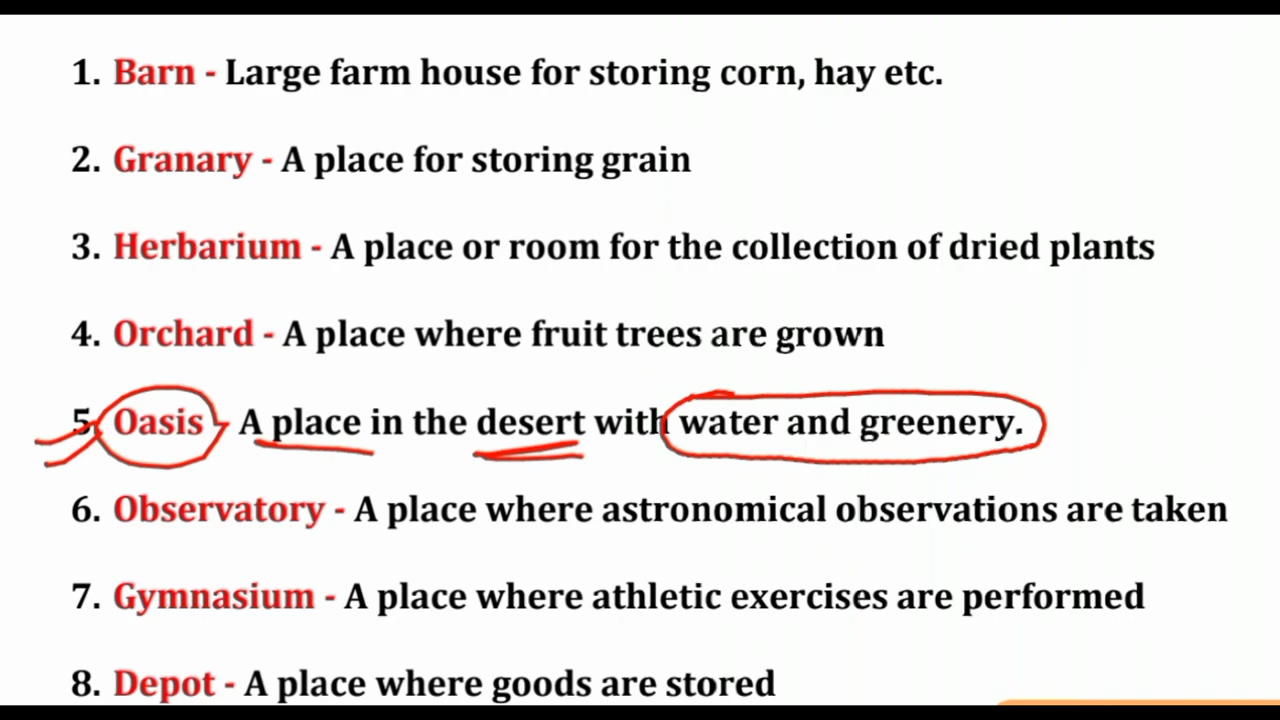 1. Barn - Large farm house for storing corn, hay etc.
2. Granary - A place for storing grain
3. Herbarium - A place or room for the collection of dried plants
4. Orchard - A place where fruit trees are grown
5. Oasis - A place in the desert with water and greenery.
6. Observatory - A place where astronomical observations are taken
7. Gymnasium - A place where athletic exercises are performed
8. Depot - A place where goods are stored